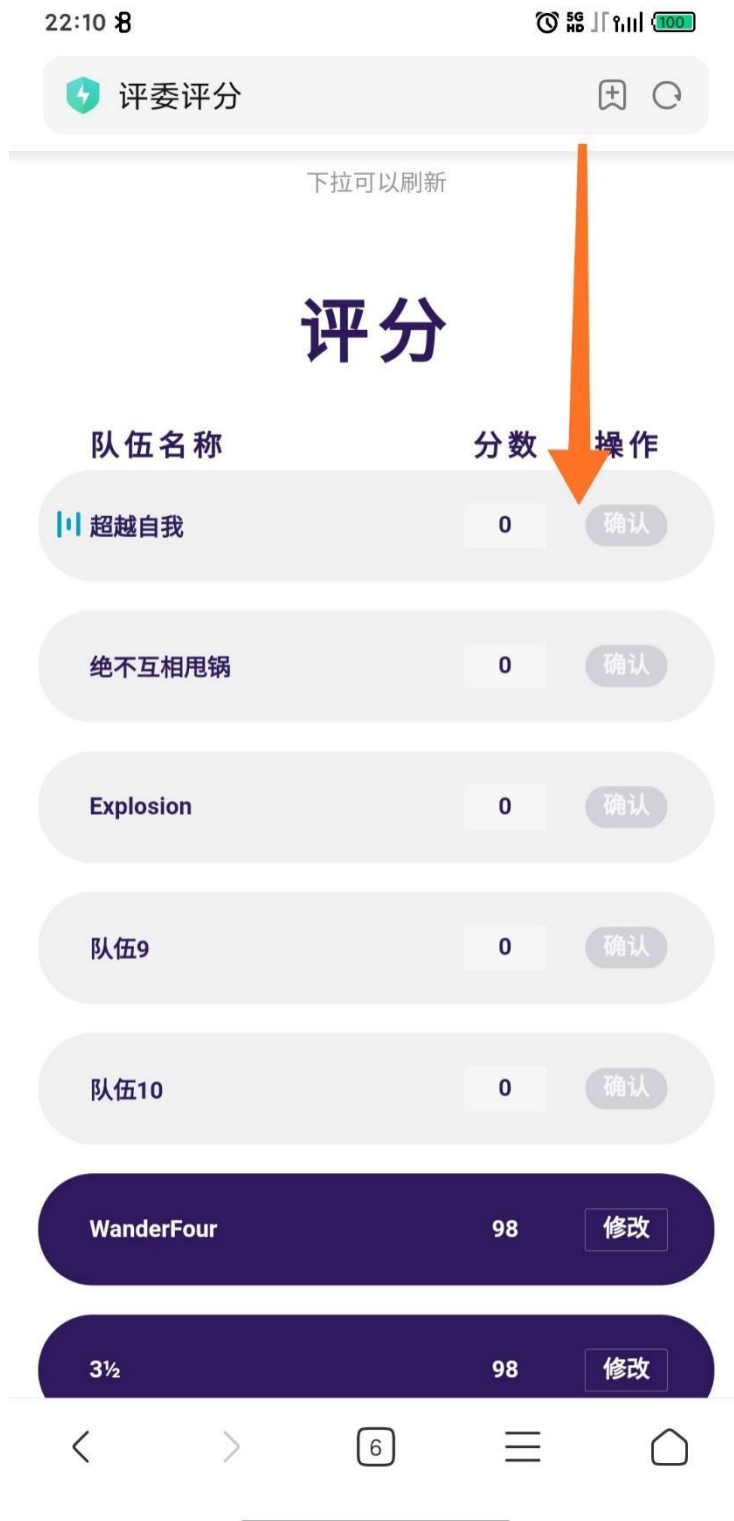 22:10
5G HD 100
评委评分
下拉可以刷新
评分
队伍名称 分数 操作
超越自我 0 确认
绝不互相甩锅 0 确认
Explosion 0 确认
队伍9 0 确认
队伍10 0 确认
WanderFour 98 修改
3½ 98 修改
6